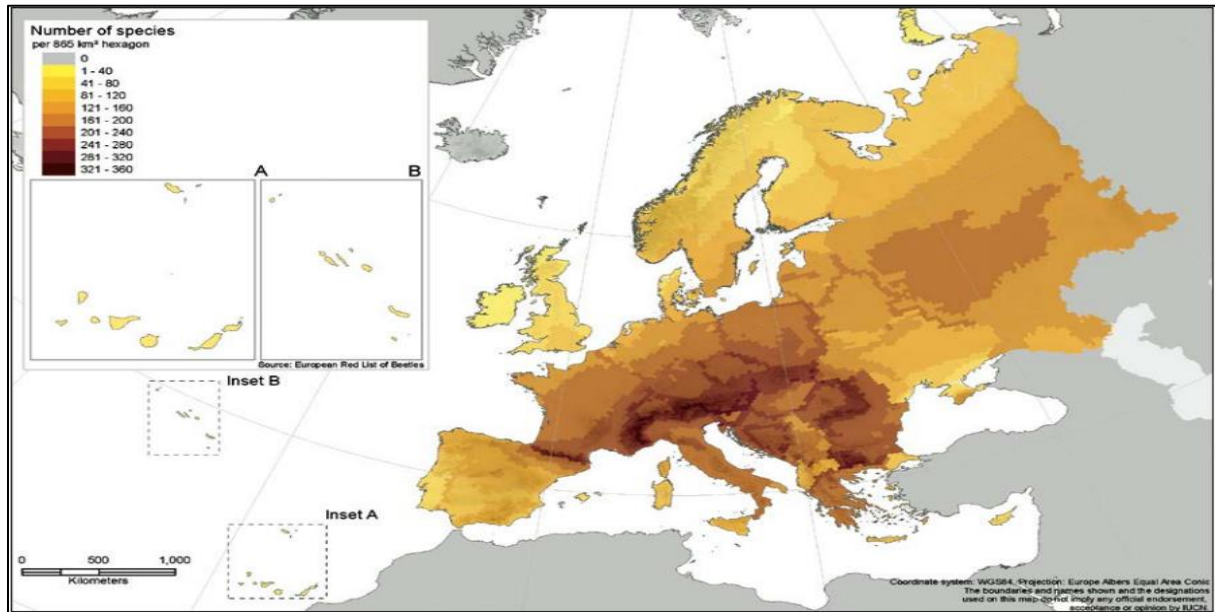 Number of species
per 865 km² hexagon
0
1 - 40
41 - 80
81 - 120
121 - 160
161 - 200
201 - 240
241 - 280
281 - 320
321 - 360
A
B
Source: European Red List of Beetles
Inset B
Inset A
0 500 1,000
Kilometers
Coordinate system: WGS84, Projection: Europe Albers Equal Area Conic
The boundaries and names shown and the designations
used on this map do not imply any official endorsement,
acceptance or opinion by IUCN.